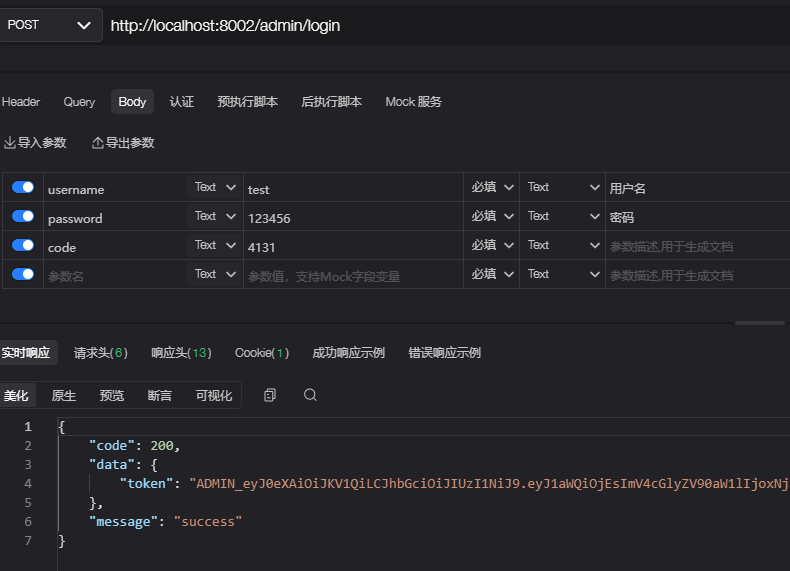 POST http://localhost:8002/admin/login
Header Query Body 认证 预执行脚本 后执行脚本 Mock 服务
导入参数 导出参数
username Text test 必填 Text 用户名
password Text 123456 必填 Text 密码
code Text 4131 必填 Text 参数描述,用于生成文档
参数名 Text 参数值，支持Mock字段变量 必填 Text 参数描述,用于生成文档
实时响应 请求头(6) 响应头(13) Cookie(1) 成功响应示例 错误响应示例
美化 原生 预览 断言 可视化
1 {
2 "code": 200,
3 "data": {
4 "token": "ADMIN_eyJ0eXAiOiJKV1QiLCJhbGciOiJIUzI1NiJ9.eyJ1aWQiOjEsImV4cGlyZV90aW1lIjoxNj
5 },
6 "message": "success"
7 }